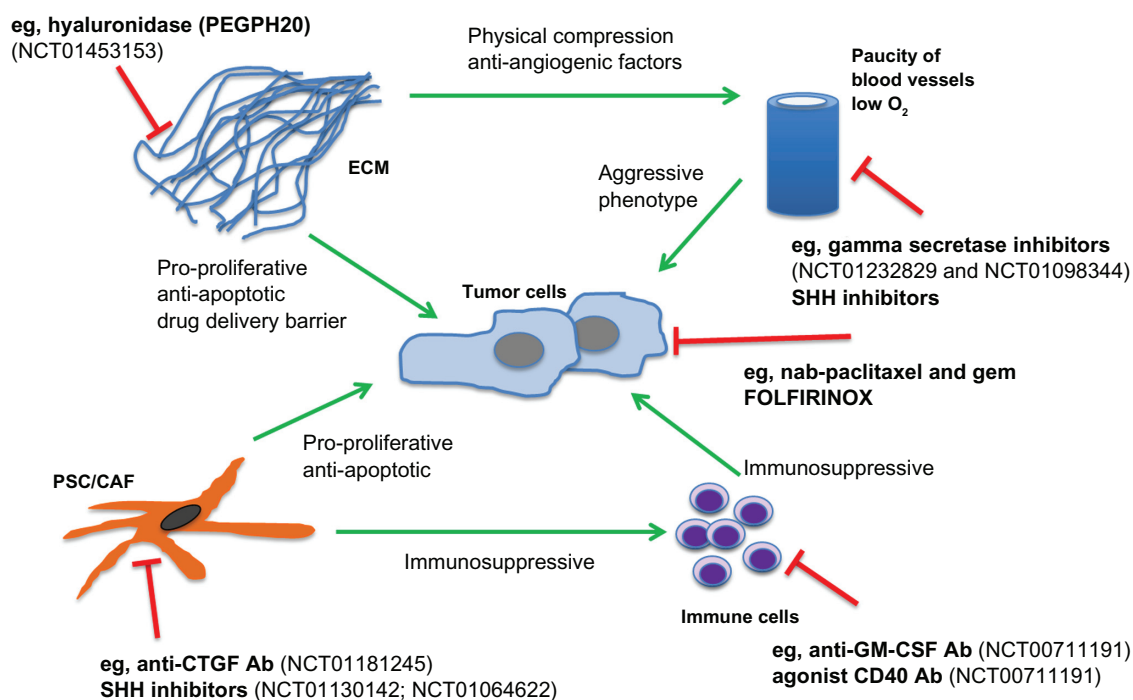 eg, hyaluronidase (PEGPH20)
(NCT01453153)
Physical compression
anti-angiogenic factors
Paucity of
blood vessels
low O₂
ECM
Aggressive
phenotype
eg, gamma secretase inhibitors
(NCT01232829 and NCT01098344)
SHH inhibitors
Pro-proliferative
anti-apoptotic
drug delivery barrier
Tumor cells
eg, nab-paclitaxel and gem
FOLFIRINOX
Pro-proliferative
anti-apoptotic
Immunosuppressive
PSC/CAF
Immunosuppressive
Immune cells
eg, anti-CTGF Ab (NCT01181245)
SHH inhibitors (NCT01130142; NCT01064622)
eg, anti-GM-CSF Ab (NCT00711191)
agonist CD40 Ab (NCT00711191)